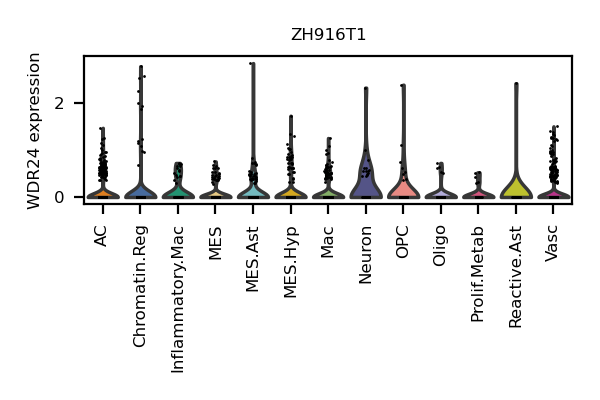 ZH916T1
WDR24 expression
2
0
AC
Chromatin.Reg
Inflammatory.Mac
MES
MES.Ast
MES.Hyp
Mac
Neuron
OPC
Oligo
Prolif.Metab
Reactive.Ast
Vasc